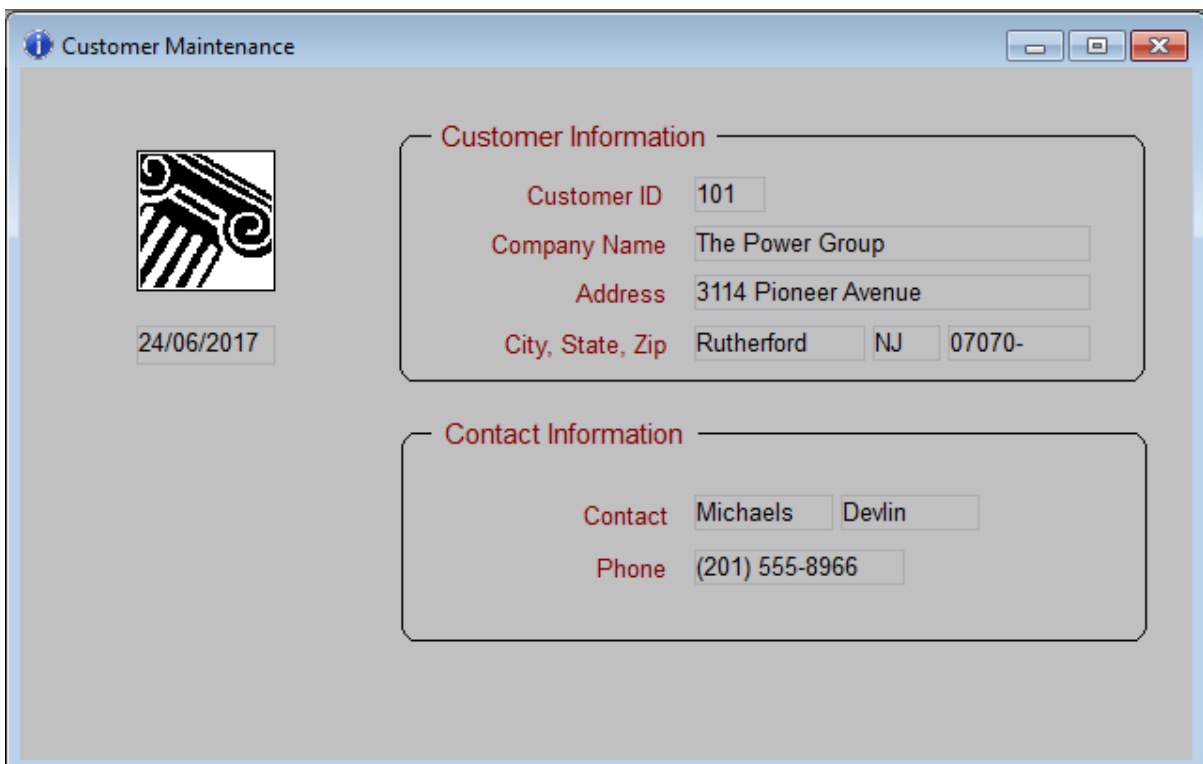 Customer Maintenance
Customer Information
Customer ID 101
Company Name The Power Group
Address 3114 Pioneer Avenue
24/06/2017
City, State, Zip Rutherford NJ 07070-
Contact Information
Contact Michaels Devlin
Phone (201) 555-8966